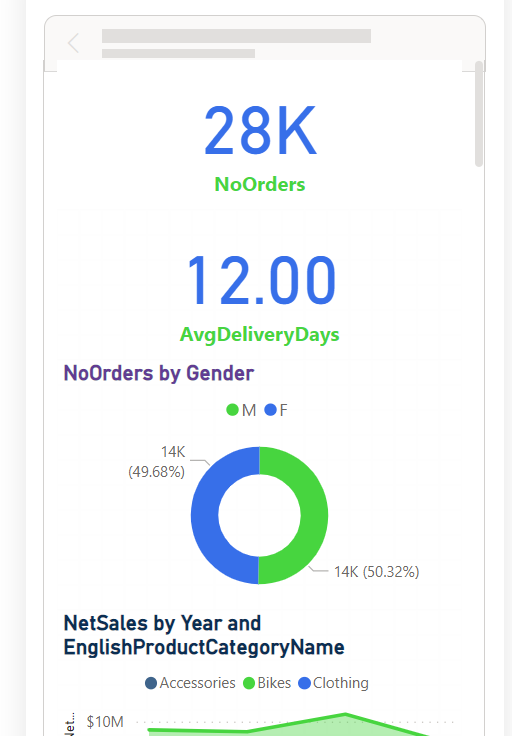 28K
NoOrders
12.00
AvgDeliveryDays
NoOrders by Gender
M F
14K
(49.68%)
14K (50.32%)
NetSales by Year and
EnglishProductCategoryName
Accessories Bikes Clothing
$10M
Net...